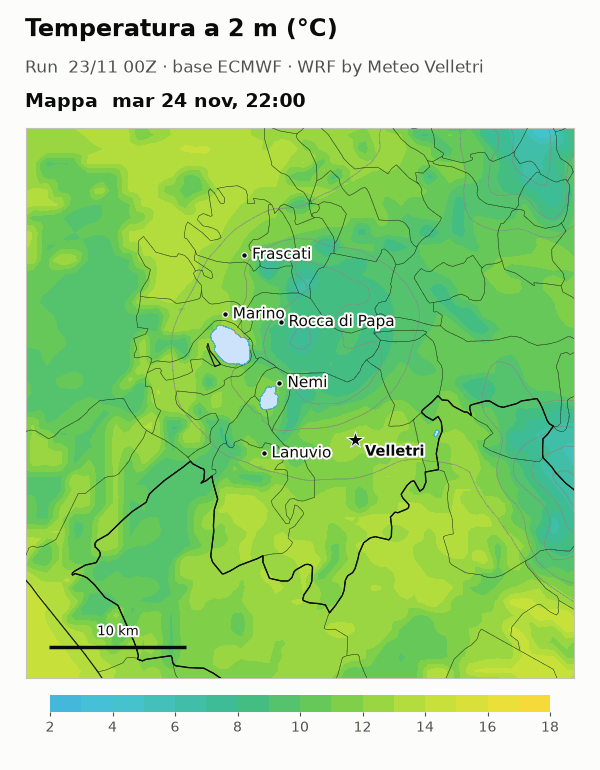 Temperatura a 2 m (°C)
Run  23/11 00Z · base ECMWF · WRF by Meteo Velletri
Mappa  mar 24 nov, 22:00
Frascati
Marino
Rocca di Papa
Nemi
Velletri
Lanuvio
10 km
2 4 6 8 10 12 14 16 18